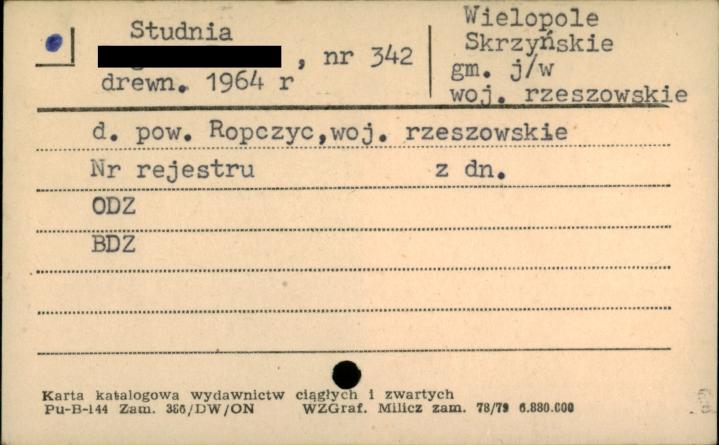 Studnia
, nr 342
drewn. 1964 r
Wielopole
Skrzyńskie
gm. j/w
woj. rzeszowskie
d. pow. Ropczyc,woj. rzeszowskie
Nr rejestru z dn.
ODZ
BDZ
Karta katalogowa wydawnictw ciągłych i zwartych
Pu-B-144 Zam. 386/DW/ON WZGraf. Milicz zam. 78/79 6.880.000